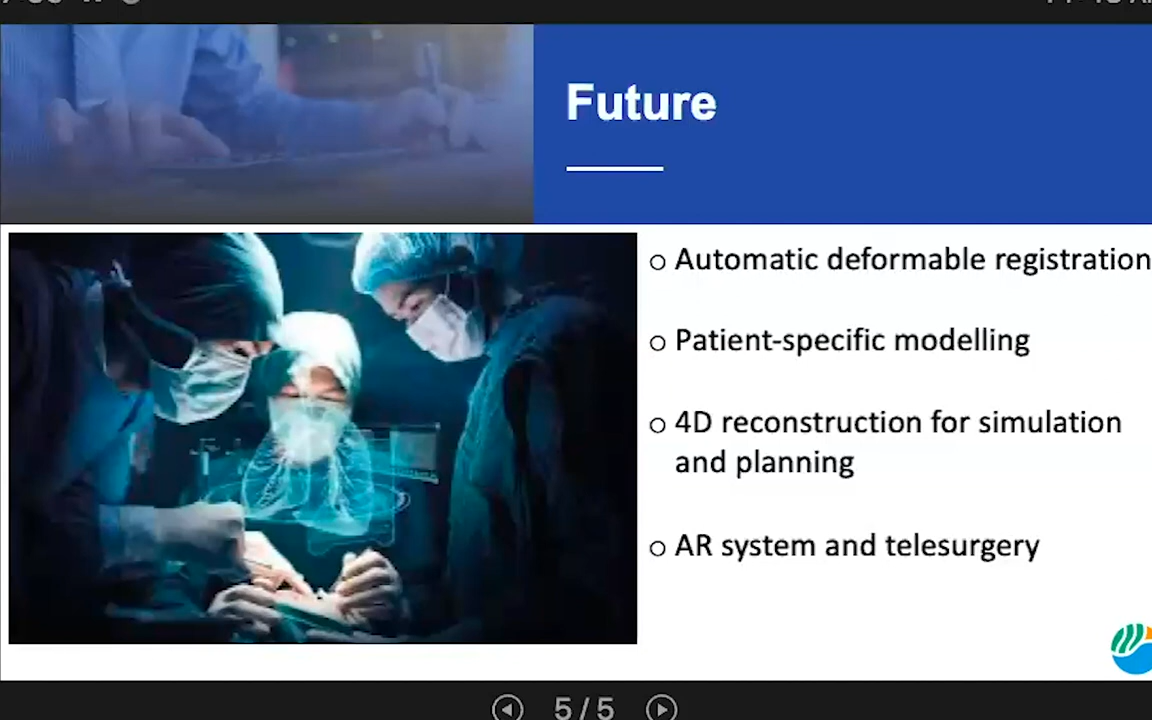 Future
○ Automatic deformable registration
○ Patient-specific modelling
○ 4D reconstruction for simulation
and planning
○ AR system and telesurgery
5/5